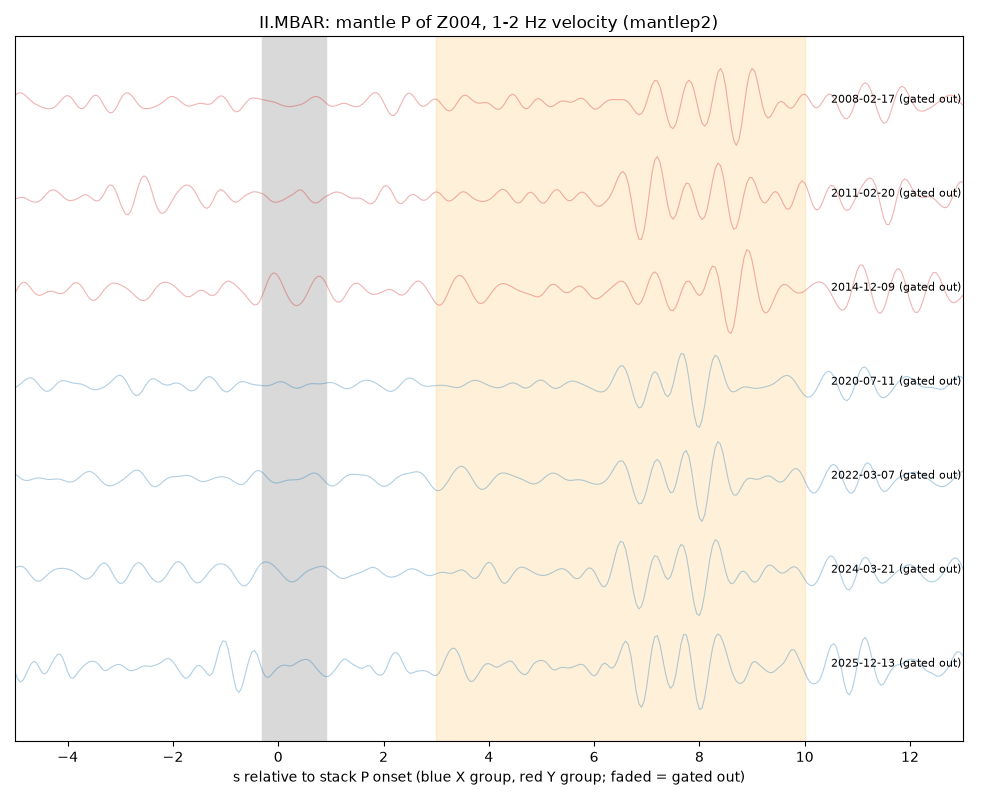 II.MBAR: mantle P of Z004, 1-2 Hz velocity (mantlep2)
2008-02-17 (gated out)
2011-02-20 (gated out)
2014-12-09 (gated out)
2020-07-11 (gated out)
2022-03-07 (gated out)
2024-03-21 (gated out)
2025-12-13 (gated out)
−4 −2 0 2 4 6 8 10 12
s relative to stack P onset (blue X group, red Y group; faded = gated out)